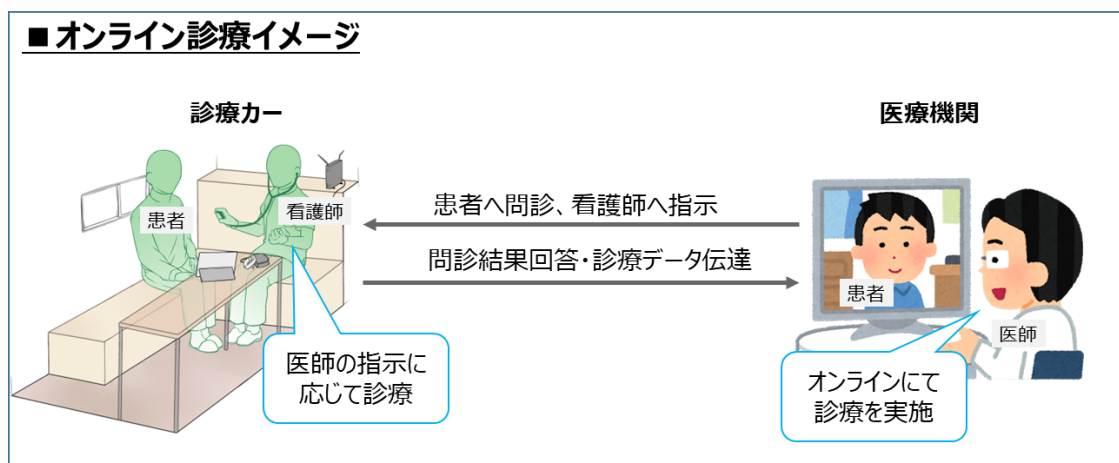 ■オンライン診療イメージ
診療カー
医療機関
患者
看護師
患者へ問診、看護師へ指示
問診結果回答・診療データ伝達
患者
医師
医師の指示に
応じて診療
オンラインにて
診療を実施